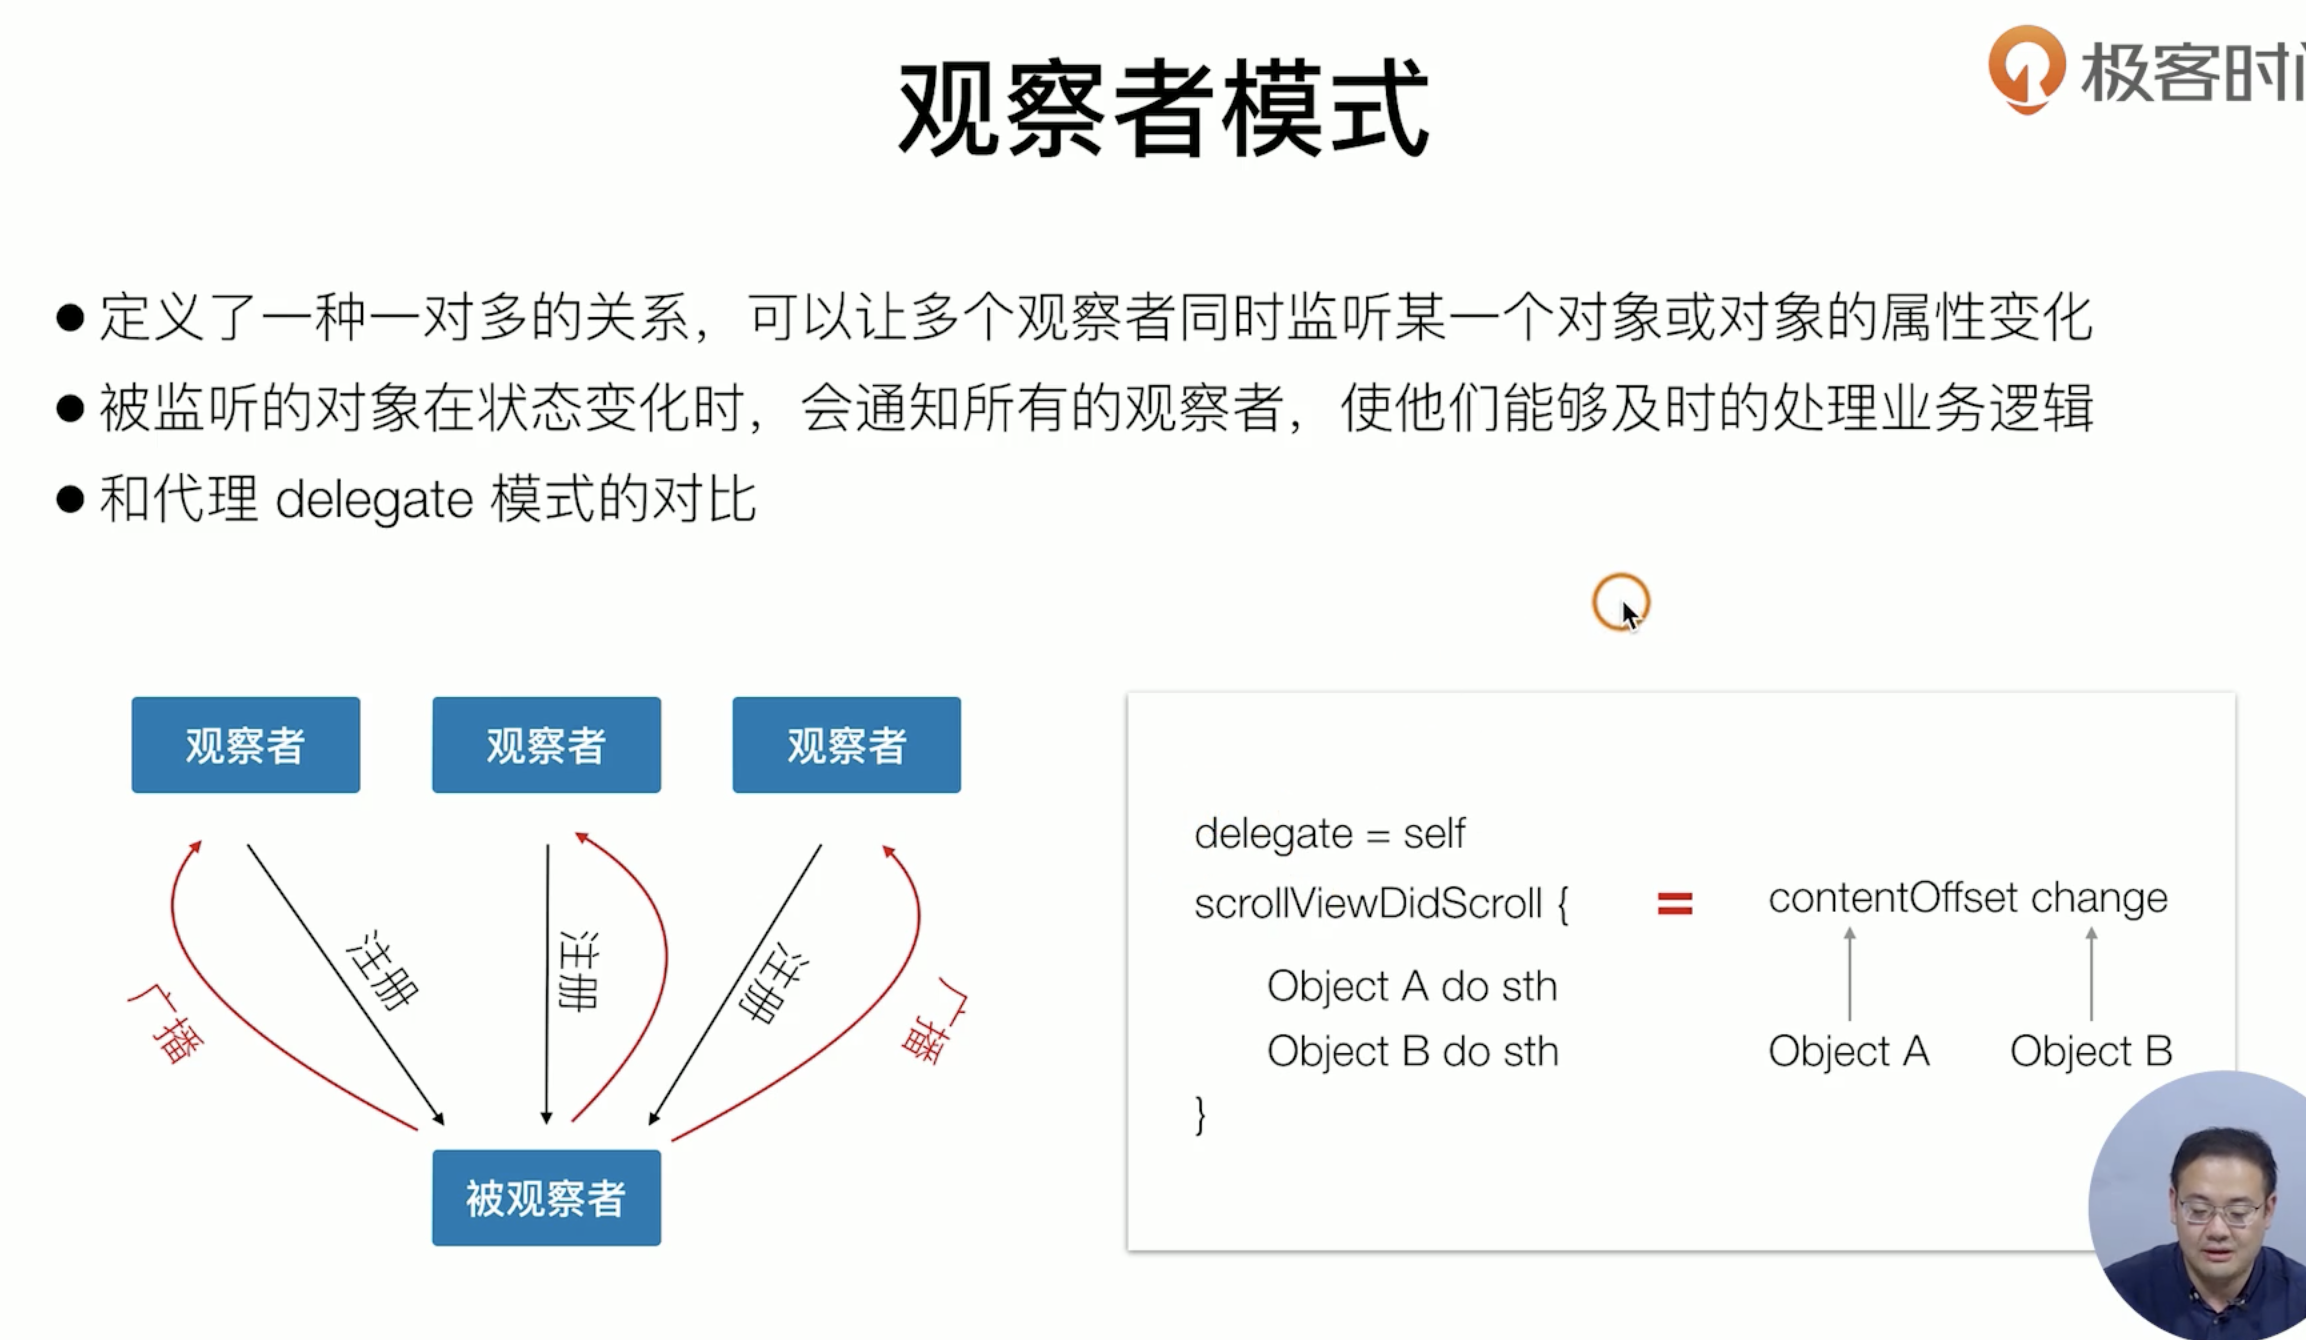 极客时
观察者模式
● 定义了一种一对多的关系，可以让多个观察者同时监听某一个对象或对象的属性变化
● 被监听的对象在状态变化时，会通知所有的观察者，使他们能够及时的处理业务逻辑
● 和代理 delegate 模式的对比
观察者 观察者 观察者
广播 注册 注册 注册 广播
被观察者
delegate = self
scrollViewDidScroll { = contentOffset change
Object A do sth
Object B do sth Object A Object B
}